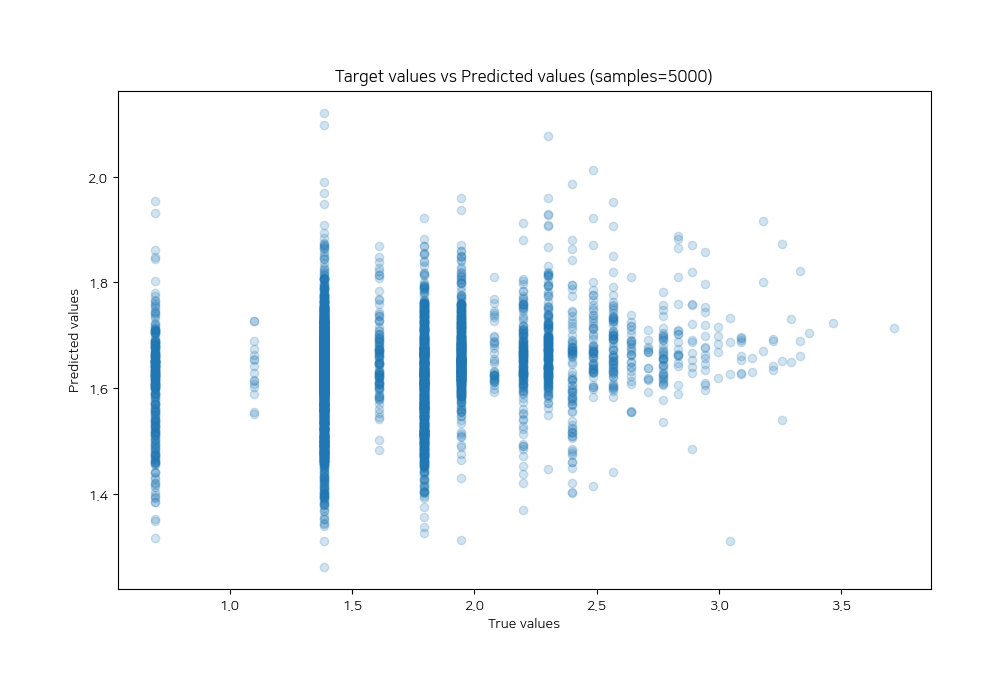 Target values vs Predicted values (samples=5000)
Predicted values
2.0
1.8
1.6
1.4
1.0 1.5 2.0 2.5 3.0 3.5
True values